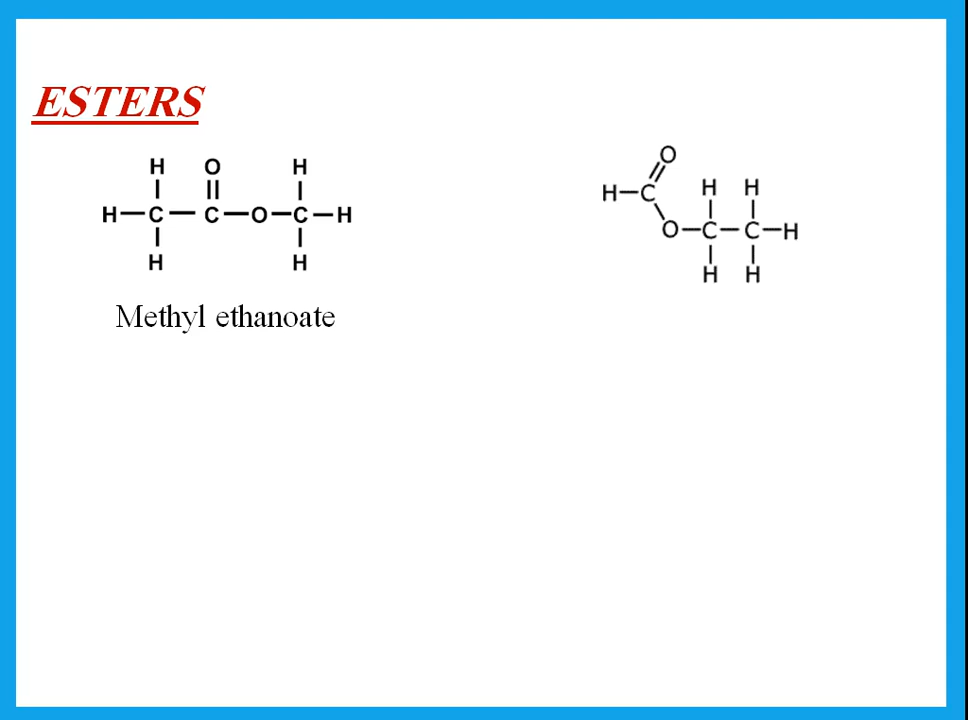 ESTERS
H O H
H—C—C—O—C—H
H H
Methyl ethanoate
O
H—C H H
O—C—C—H
H H